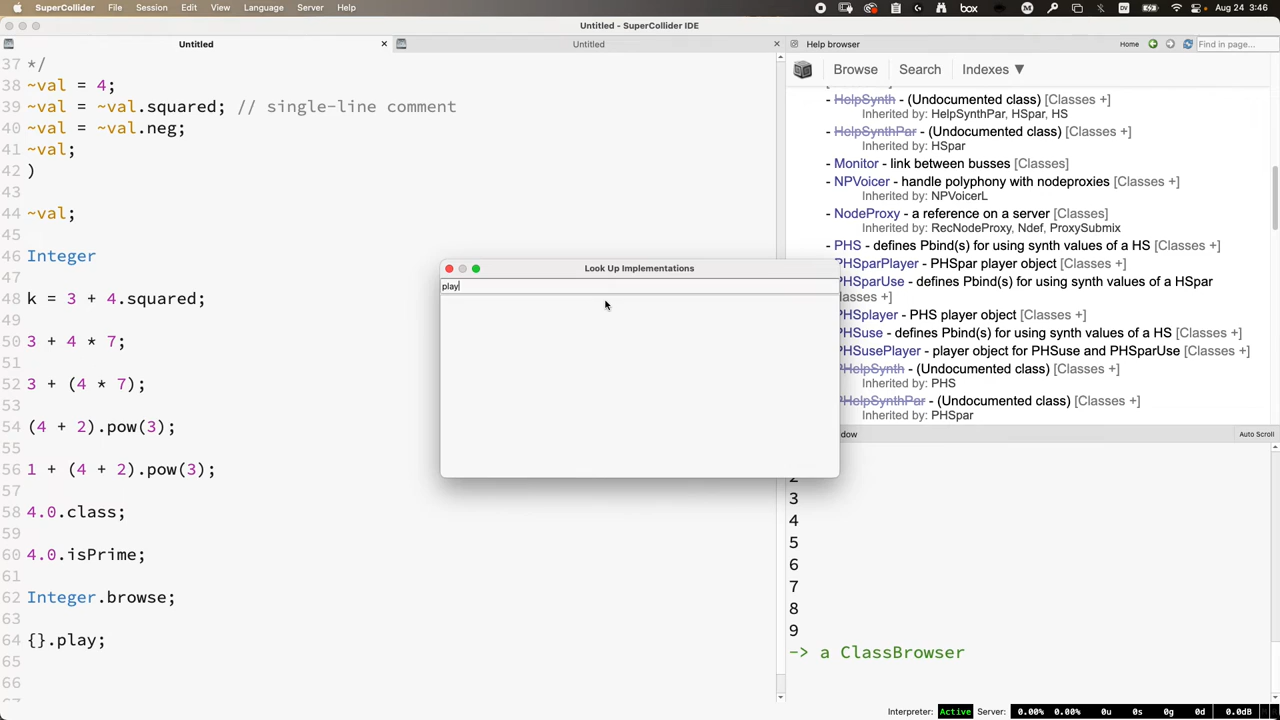 SuperCollider File Session Edit View Language Server Help box DV Aug 24 3:46
Untitled - SuperCollider IDE
Untitled
Untitled
37 */
38 ~val = 4;
39 ~val = ~val.squared; // single-line comment
40 ~val = ~val.neg;
41 ~val;
42 )
43
44 ~val;
45
46 Integer
47
48 k = 3 + 4.squared;
49
50 3 + 4 * 7;
51
52 3 + (4 * 7);
53
54 (4 + 2).pow(3);
55
56 1 + (4 + 2).pow(3);
57
58 4.0.class;
59
60 4.0.isPrime;
61
62 Integer.browse;
63
64 {}.play;
65
66
Look Up Implementations
play
Help browser Home Find in page...
Browse Search Indexes ▼
- HelpSynth - (Undocumented class) [Classes +]
Inherited by: HelpSynthPar, HSpar, HS
- HelpSynthPar - (Undocumented class) [Classes +]
Inherited by: HSpar
- Monitor - link between busses [Classes]
- NPVoicer - handle polyphony with nodeproxies [Classes +]
Inherited by: NPVoicerL
- NodeProxy - a reference on a server [Classes]
Inherited by: RecNodeProxy, Ndef, ProxySubmix
- PHS - defines Pbind(s) for using synth values of a HS [Classes +]
PHSparPlayer - PHSpar player object [Classes +]
PHSparUse - defines Pbind(s) for using synth values of a HSpar
lasses +]
PHSplayer - PHS player object [Classes +]
PHSuse - defines Pbind(s) for using synth values of a HS [Classes +]
PHSusePlayer - player object for PHSuse and PHSparUse [Classes +]
PHelpSynth - (Undocumented class) [Classes +]
Inherited by: PHS
PHelpSynthPar - (Undocumented class) [Classes +]
Inherited by: PHSpar
dow Auto Scroll
2
3
4
5
6
7
8
9
-> a ClassBrowser
Interpreter: Active Server: 0.00% 0.00% 0u 0s 0g 0d 0.0dB